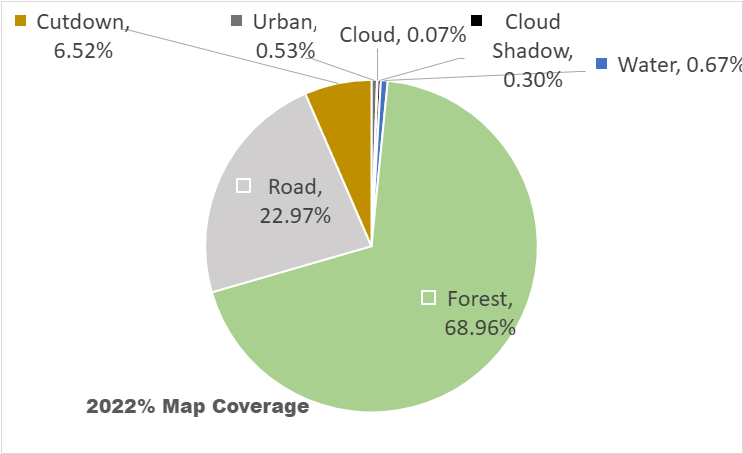 Cutdown,
6.52%
Urban,
0.53%
Cloud, 0.07%
Cloud
Shadow,
0.30%
Water, 0.67%
Road,
22.97%
Forest,
68.96%
2022% Map Coverage